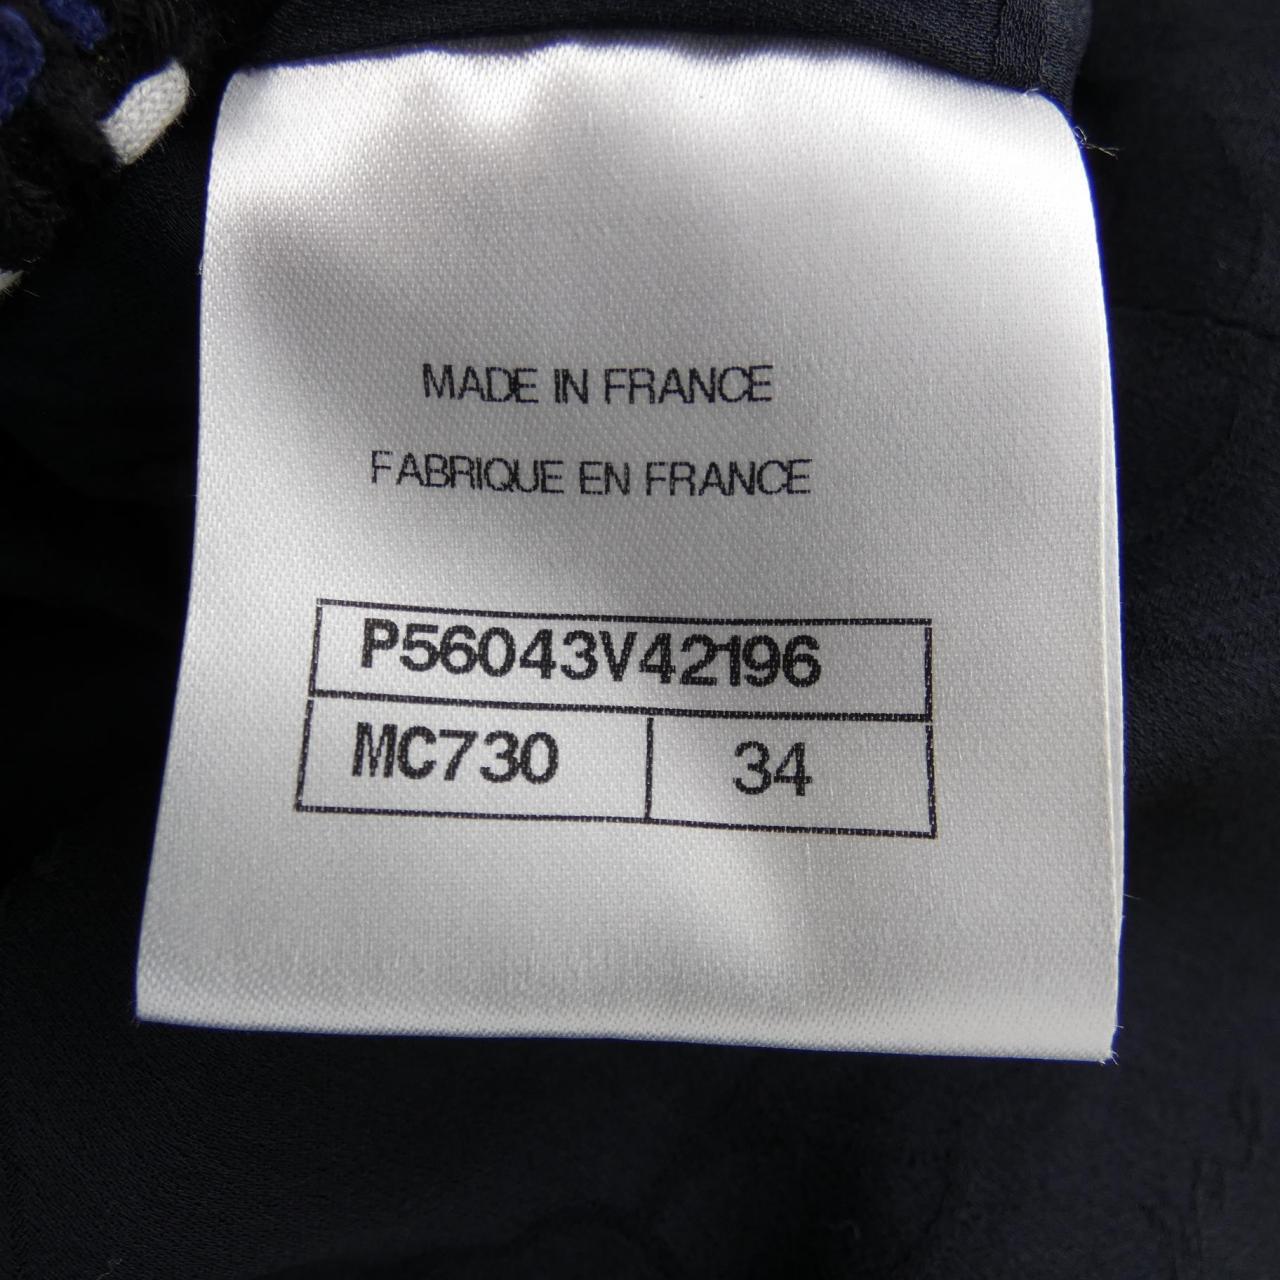 MADE IN FRANCE
FABRIQUE EN FRANCE
P56043V42196
MC730 34